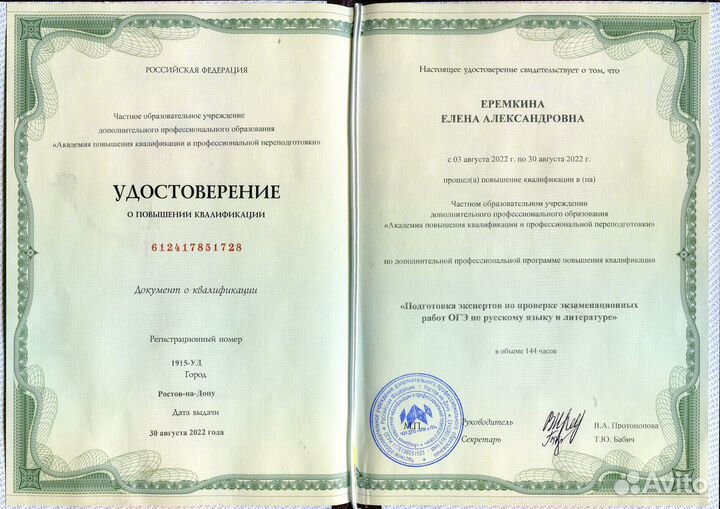 РОССИЙСКАЯ ФЕДЕРАЦИЯ
Частное образовательное учреждение
дополнительного профессионального образования
«Академия повышения квалификации и профессиональной переподготовки»
УДОСТОВЕРЕНИЕ
О ПОВЫШЕНИИ КВАЛИФИКАЦИИ
612417851728
Документ о квалификации
Регистрационный номер
1915-УД
Город
Ростов-на-Дону
Дата выдачи
30 августа 2022 года
Настоящее удостоверение свидетельствует о том, что
ЕРЕМКИНА
ЕЛЕНА АЛЕКСАНДРОВНА
с 03 августа 2022 г. по 30 августа 2022 г.
прошел(а) повышение квалификации в (на)
Частном образовательном учреждении
дополнительного профессионального образования
«Академия повышения квалификации и профессиональной переподготовки»
по дополнительной профессиональной программе повышения квалификации
«Подготовка экспертов по проверке экзаменационных
работ ОГЭ по русскому языку и литературе»
в объеме 144 часов
М.П.
Руководитель
В.А. Протопопова
Секретарь
Т.Ю. Бабич
Avito